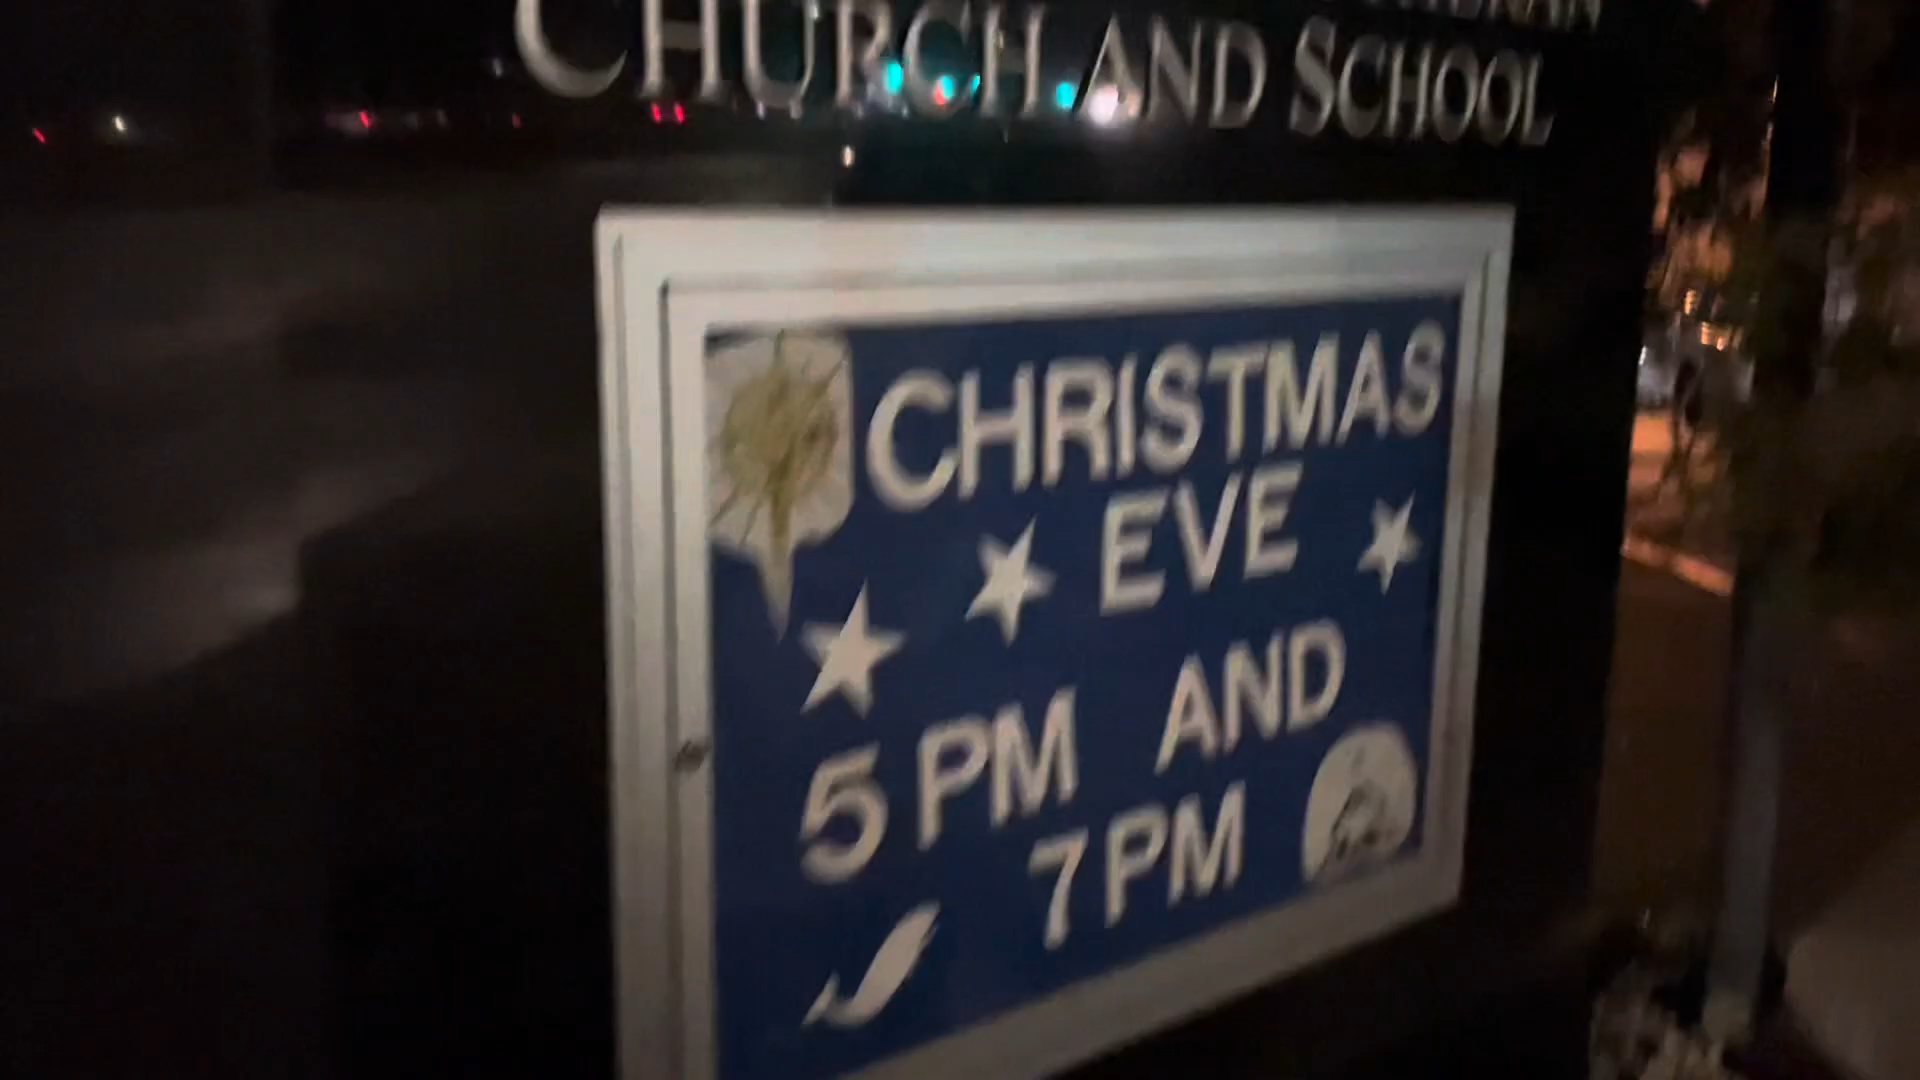 CHURCH AND SCHOOL
CHRISTMAS
EVE
5 PM AND
7 PM